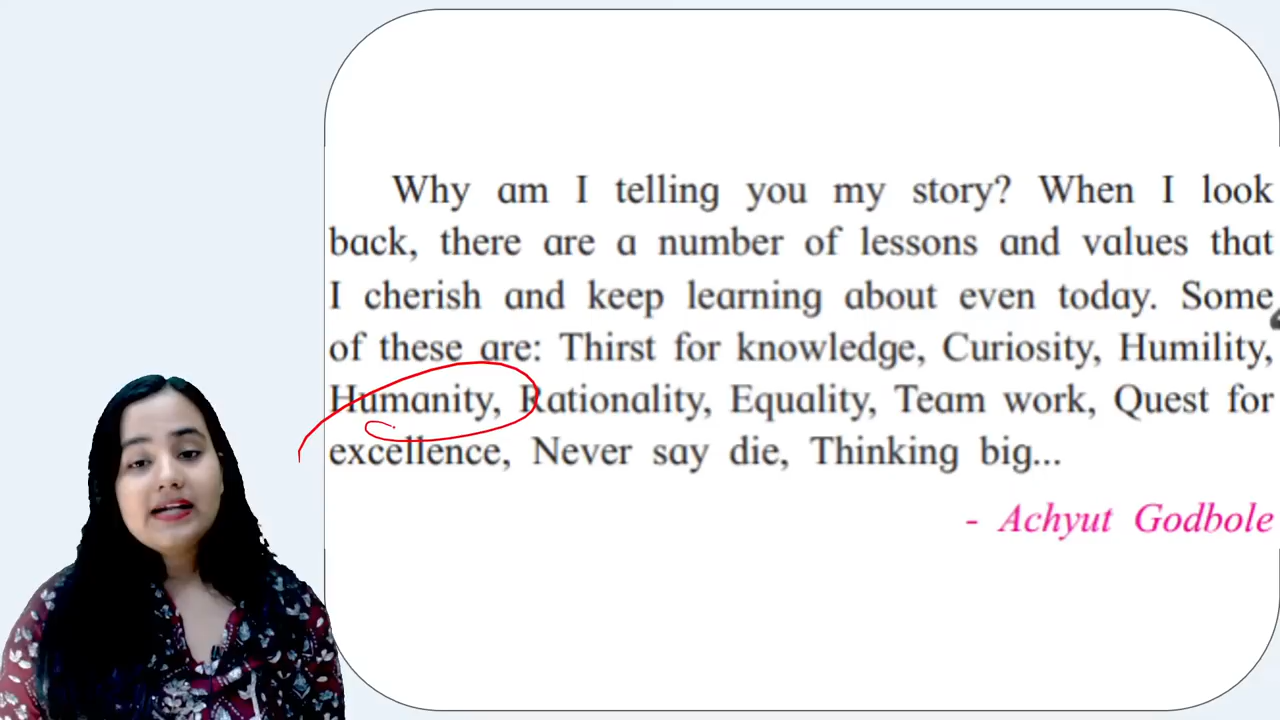 Why am I telling you my story? When I look
back, there are a number of lessons and values that
I cherish and keep learning about even today. Some
of these are: Thirst for knowledge, Curiosity, Humility,
Humanity, Rationality, Equality, Team work, Quest for
excellence, Never say die, Thinking big...
- Achyut Godbole